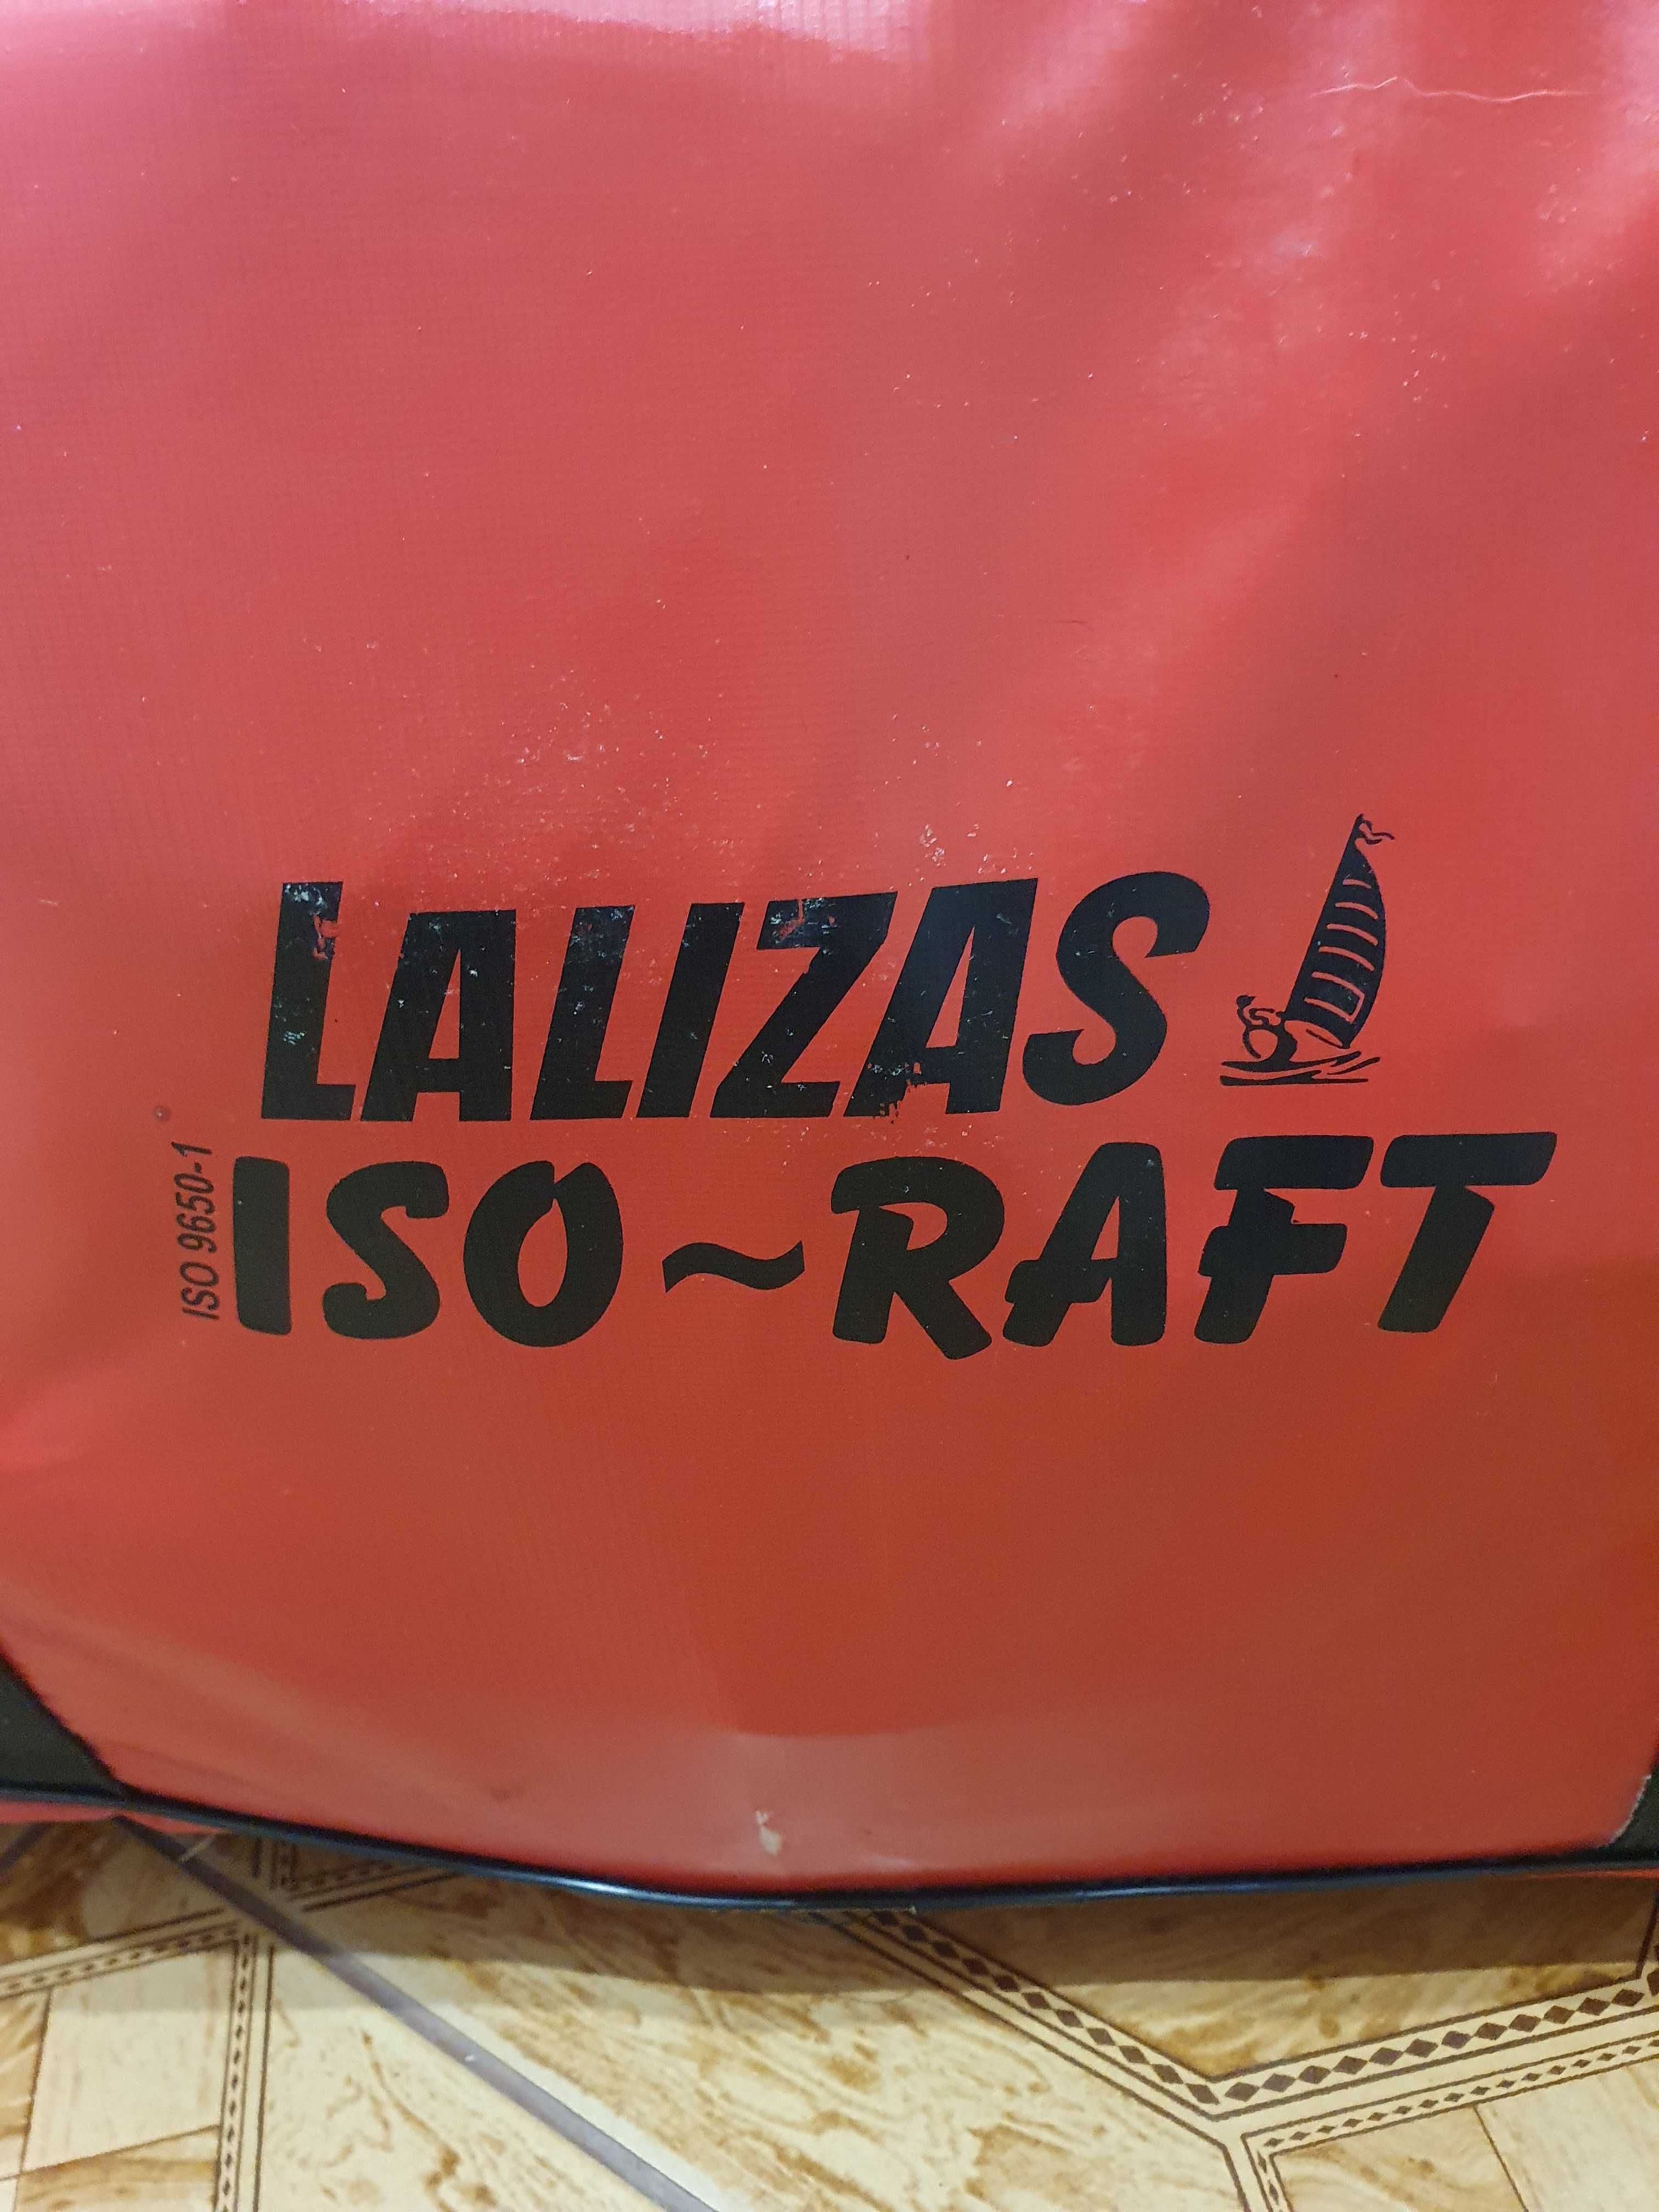 LALIZAS
ISO 9650-1
ISO~RAFT